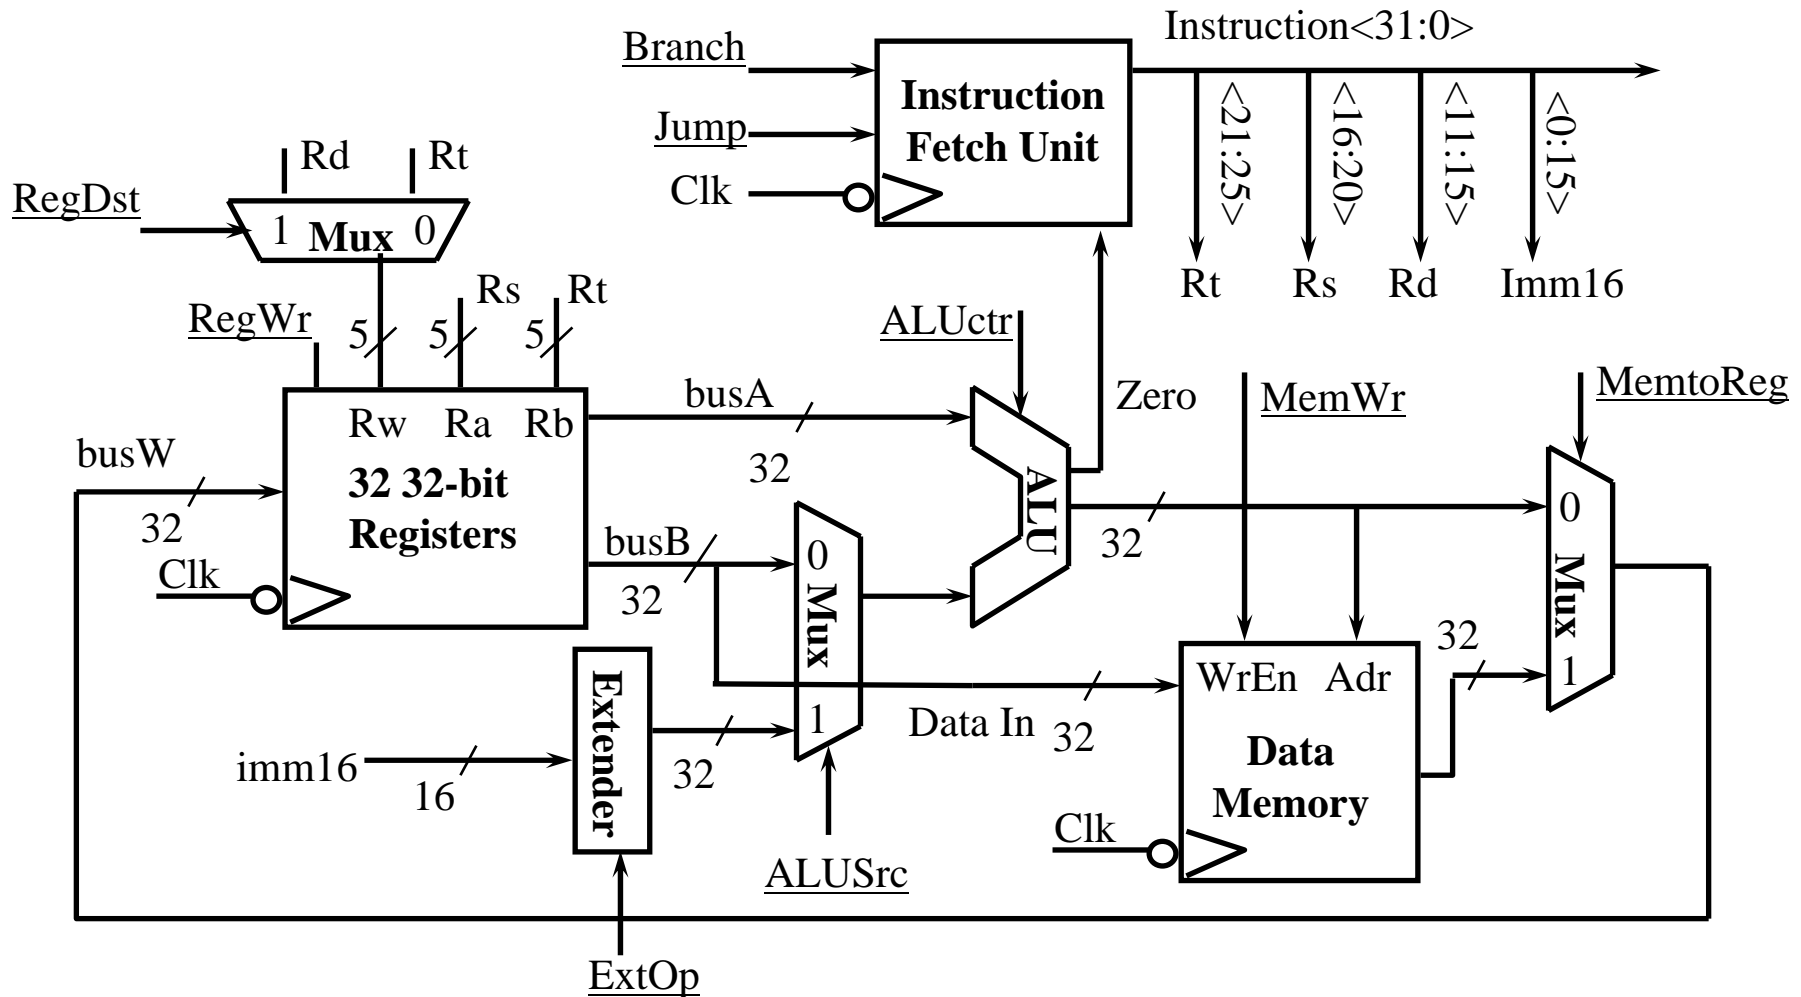 Instruction<31:0>
Branch
Instruction
Fetch Unit
Jump
Clk
<21:25>
<16:20>
<11:15>
<0:15>
Rt
Rs
Rd
Imm16
Rd
Rt
RegDst
1 Mux 0
Rs
Rt
RegWr
5
5
5
ALUctr
Zero
MemWr
MemtoReg
busA
32
Rw Ra Rb
32 32-bit
Registers
busW
32
Clk
busB
32
0
Mux
1
ALU
32
0
Mux
1
32
WrEn Adr
Data
Memory
Clk
Data In
32
Extender
imm16
16
32
ALUSrc
ExtOp